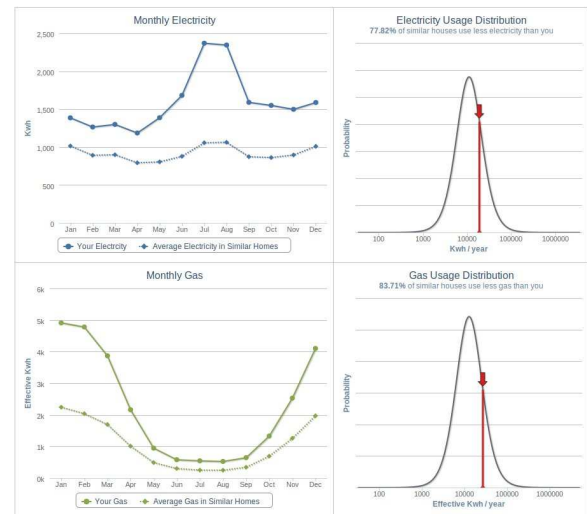 Monthly Electricity
2,500
2,000
1,500
1,000
500
0
Kwh
Jan Feb Mar Apr May Jun Jul Aug Sep Oct Nov Dec
Your Electrcity Average Electricity in Similar Homes
Electricity Usage Distribution
77.82% of similar houses use less electricity than you
Probability
100 1000 10000 100000 1000000
Kwh / year
Monthly Gas
6k
5k
4k
3k
2k
1k
0k
Effective Kwh
Jan Feb Mar Apr May Jun Jul Aug Sep Oct Nov Dec
Your Gas Average Gas in Similar Homes
Gas Usage Distribution
83.71% of similar houses use less gas than you
Probability
100 1000 10000 100000 1000000
Effective Kwh / year